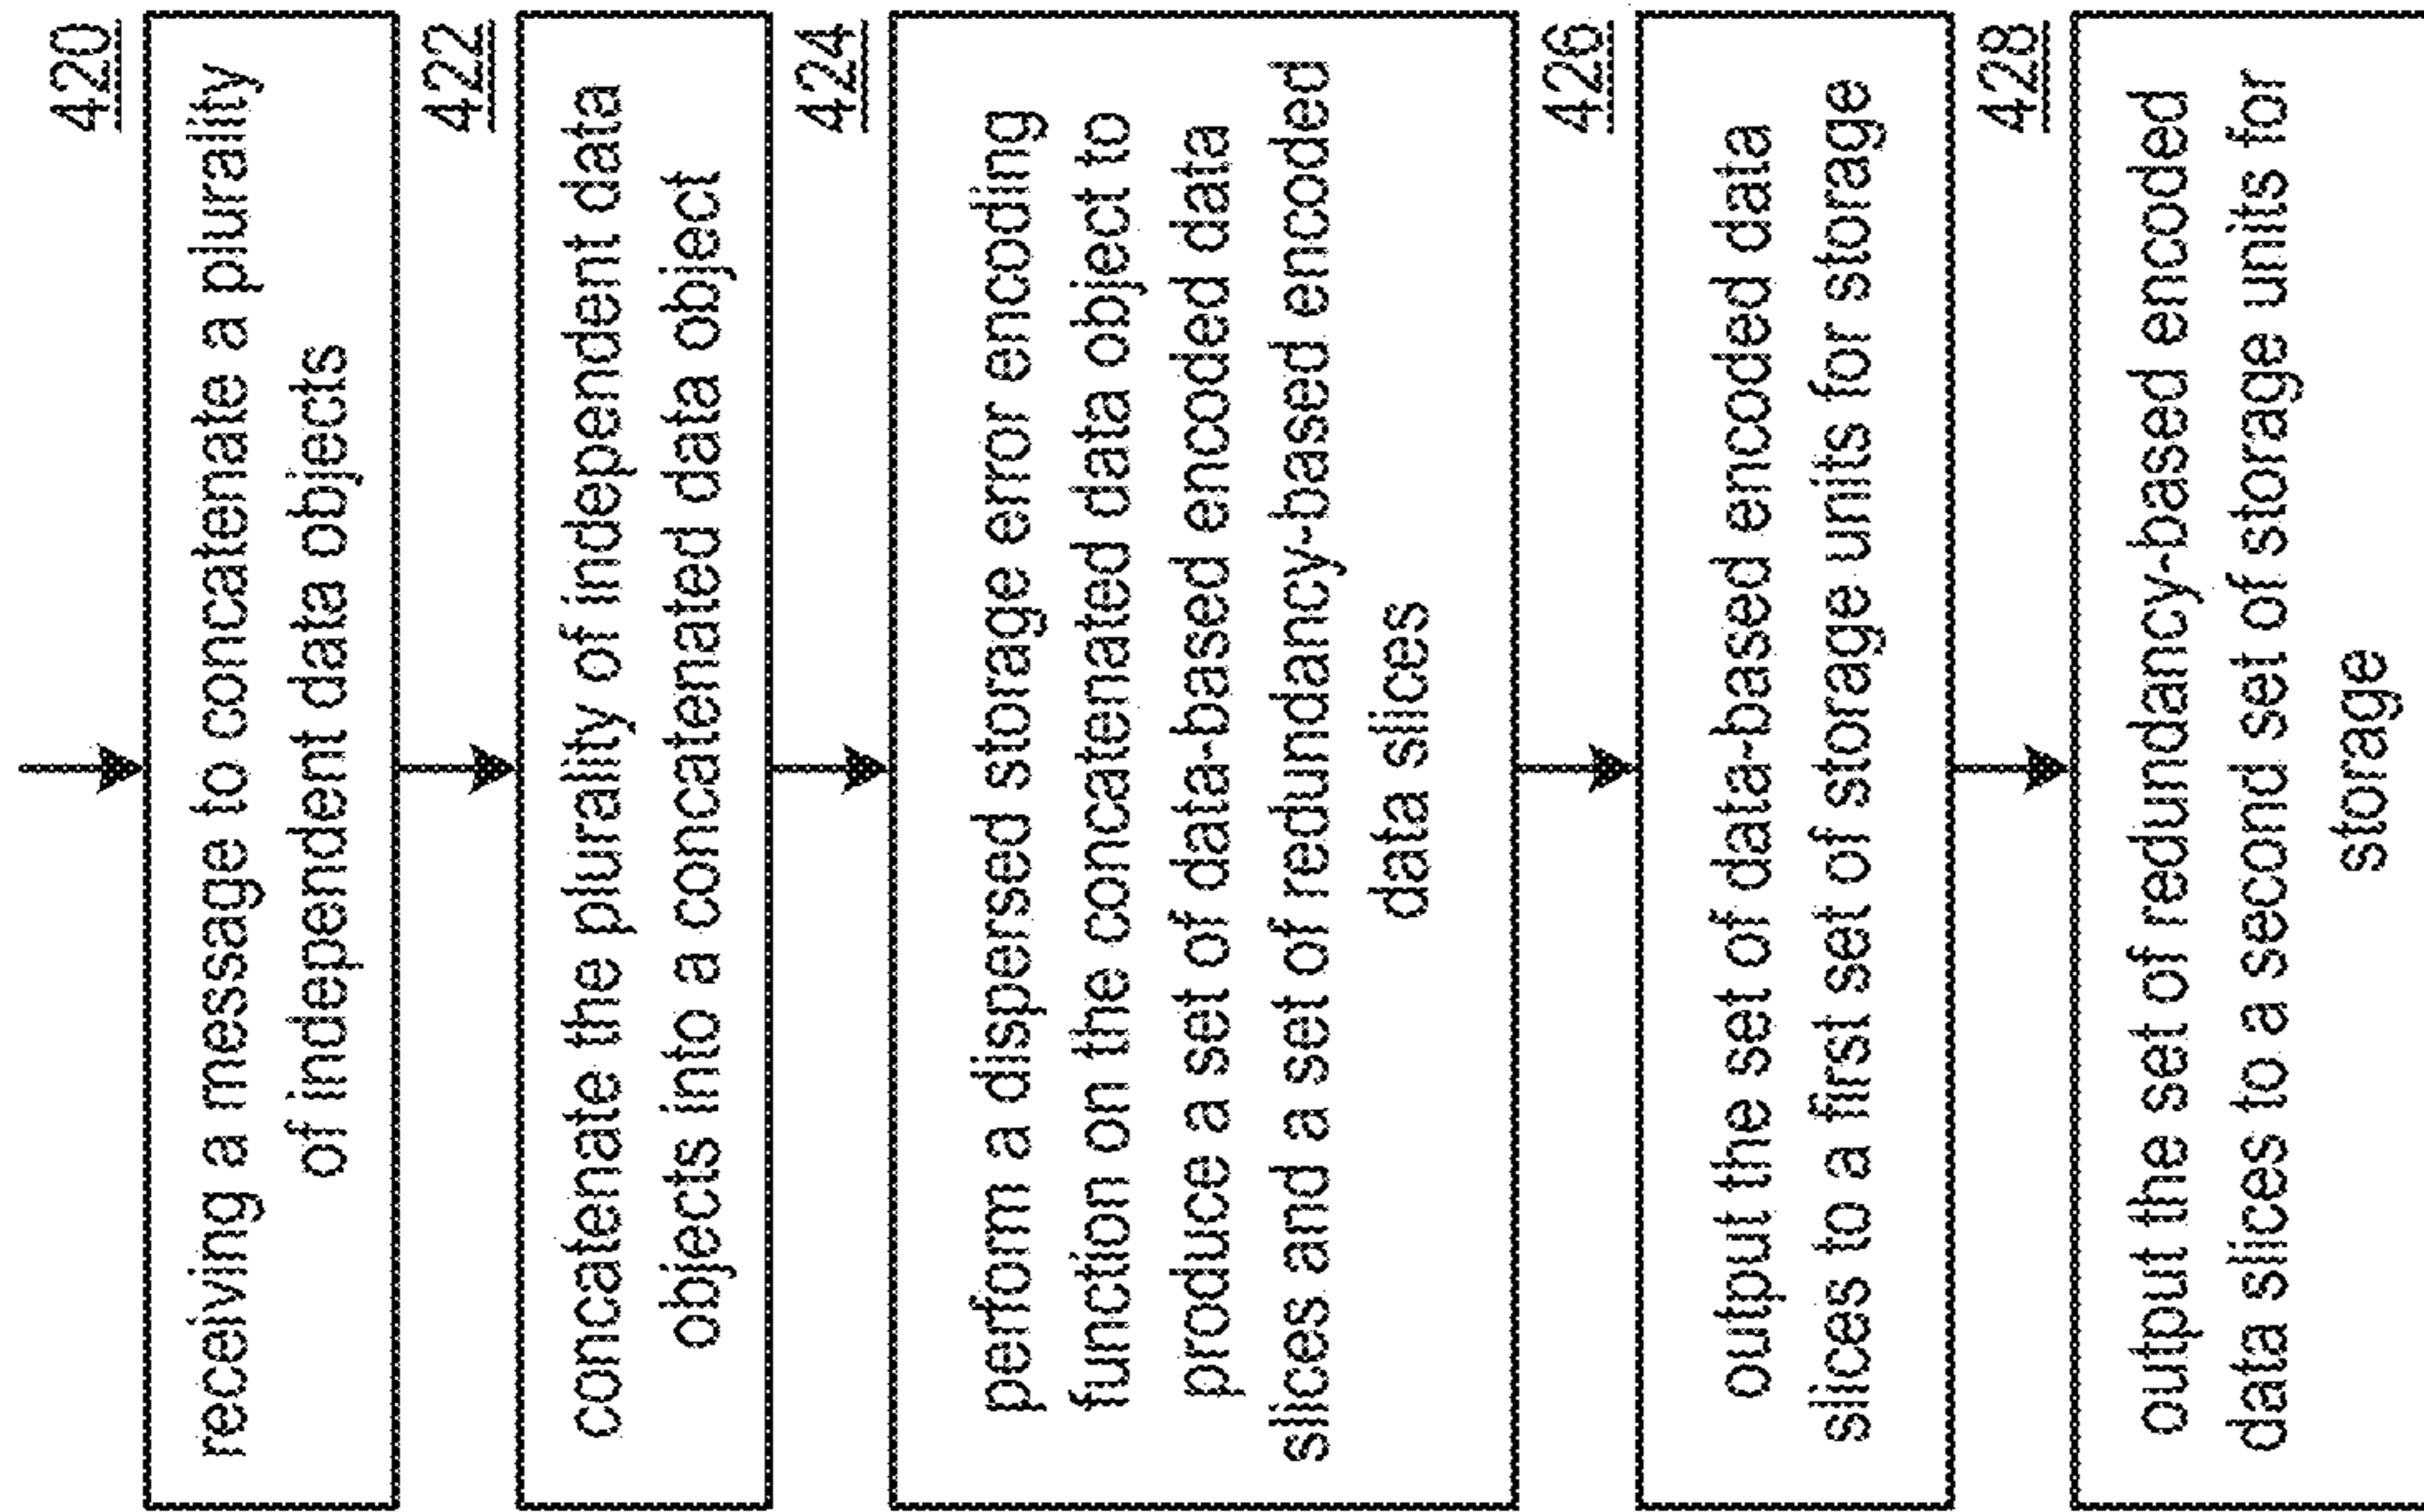 420
receiving a message to concatenate a plurality
of independent data objects
422
concatenate the plurality of independent data
objects into a concatenated data object
424
perform a dispersed storage error encoding
function on the concatenated data object to
produce a set of data-based encoded data
slices and a set of redundancy-based encoded
data slices
426
output the set of data-based encoded data
slices to a first set of storage units for storage
428
output the set of redundancy-based encoded
data slices to a second set of storage units for
storage